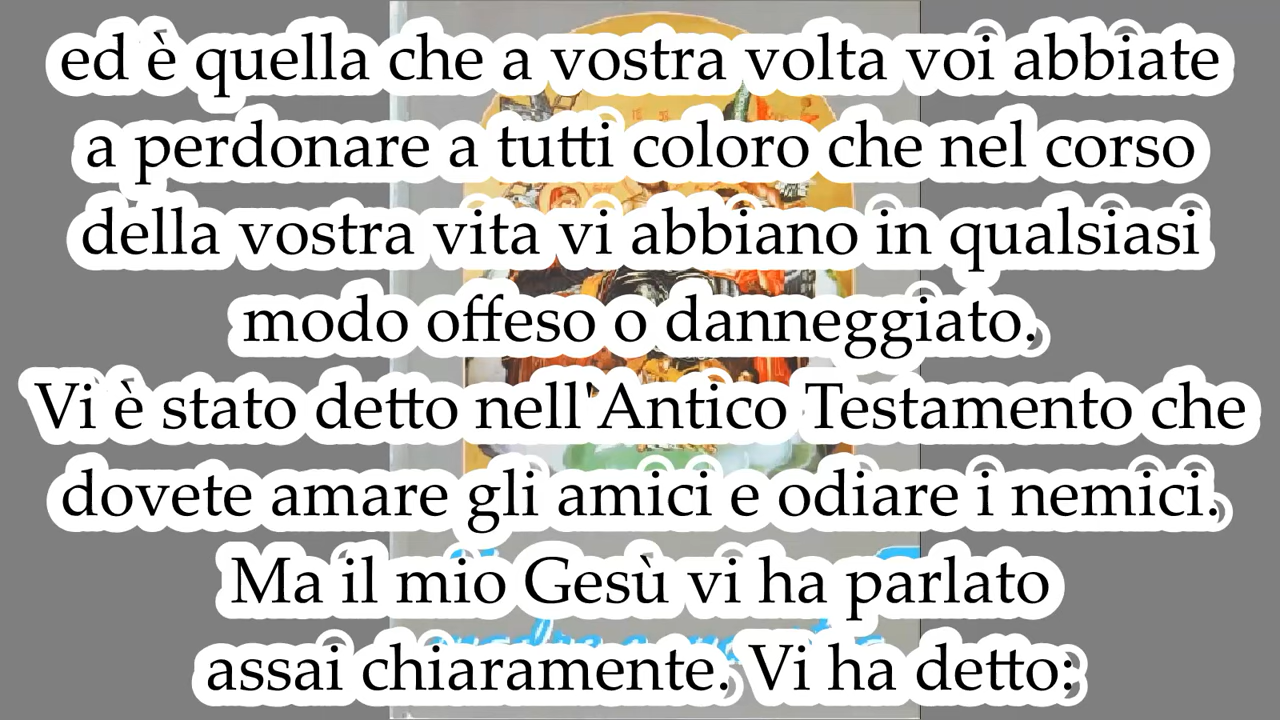 ed è quella che a vostra volta voi abbiate
a perdonare a tutti coloro che nel corso
della vostra vita vi abbiano in qualsiasi
modo offeso o danneggiato.
Vi è stato detto nell'Antico Testamento che
dovete amare gli amici e odiare i nemici.
Ma il mio Gesù vi ha parlato
assai chiaramente. Vi ha detto: